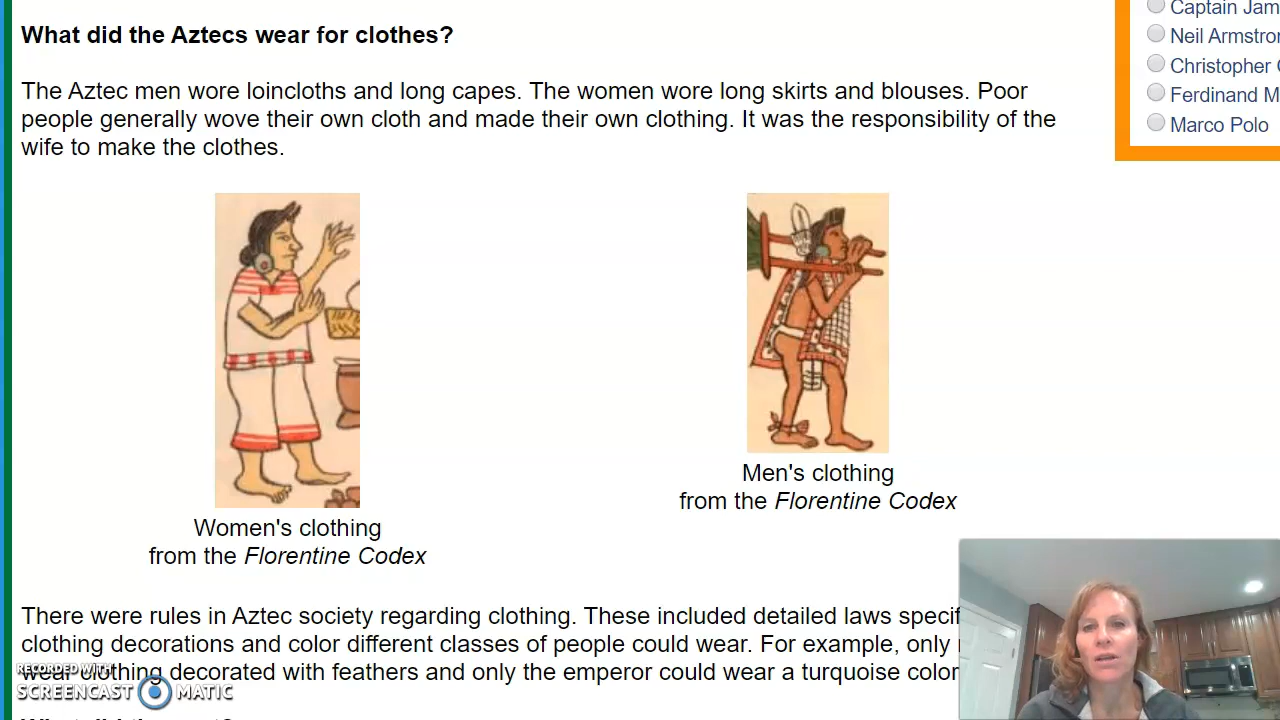 What did the Aztecs wear for clothes?
The Aztec men wore loincloths and long capes. The women wore long skirts and blouses. Poor
people generally wove their own cloth and made their own clothing. It was the responsibility of the
wife to make the clothes.
Women's clothing
from the Florentine Codex
Men's clothing
from the Florentine Codex
There were rules in Aztec society regarding clothing. These included detailed laws specif
clothing decorations and color different classes of people could wear. For example, only
wear clothing decorated with feathers and only the emperor could wear a turquoise color
Captain Jam
Neil Armstro
Christopher
Ferdinand M
Marco Polo
RECORDED WITH
SCREENCAST MATIC